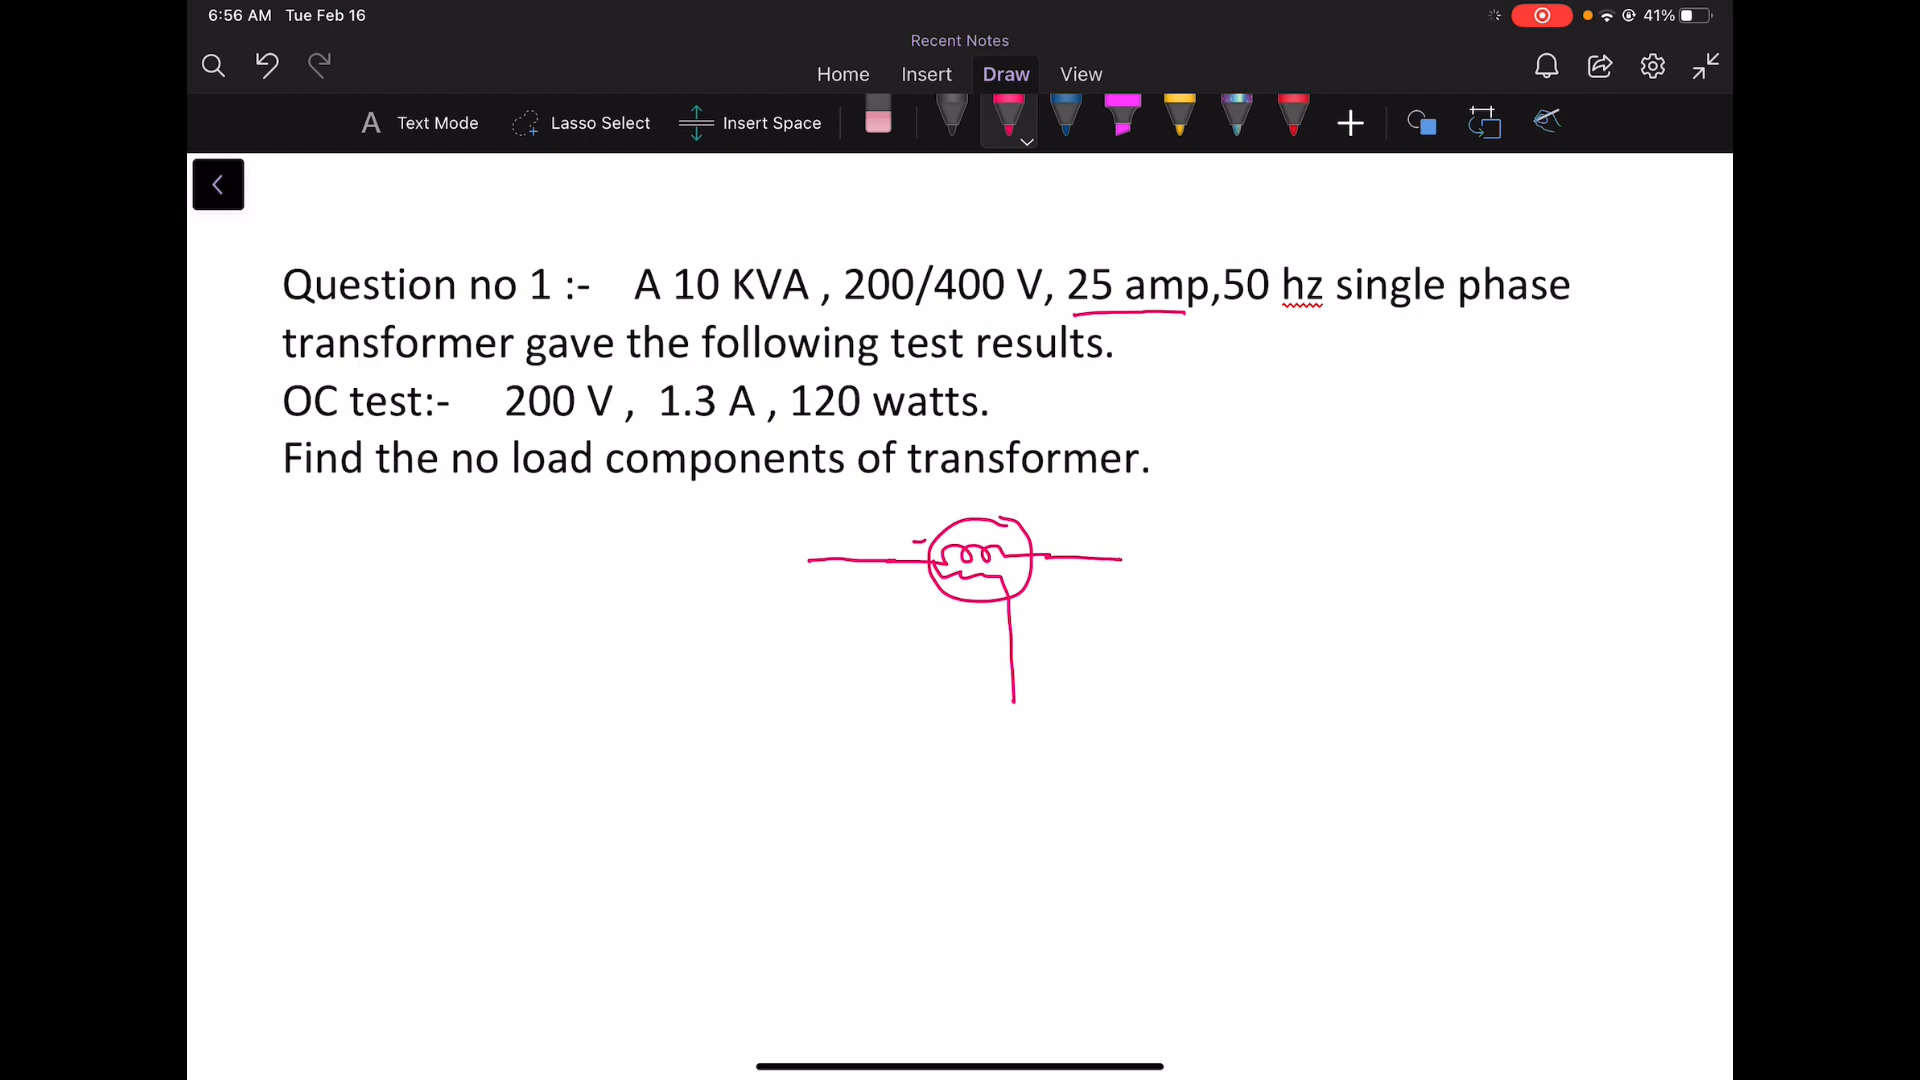 6:56 AM Tue Feb 16
41%
Recent Notes
Home Insert Draw View
A Text Mode Lasso Select Insert Space
Question no 1 :- A 10 KVA , 200/400 V, 25 amp,50 hz single phase
transformer gave the following test results.
OC test:- 200 V , 1.3 A , 120 watts.
Find the no load components of transformer.